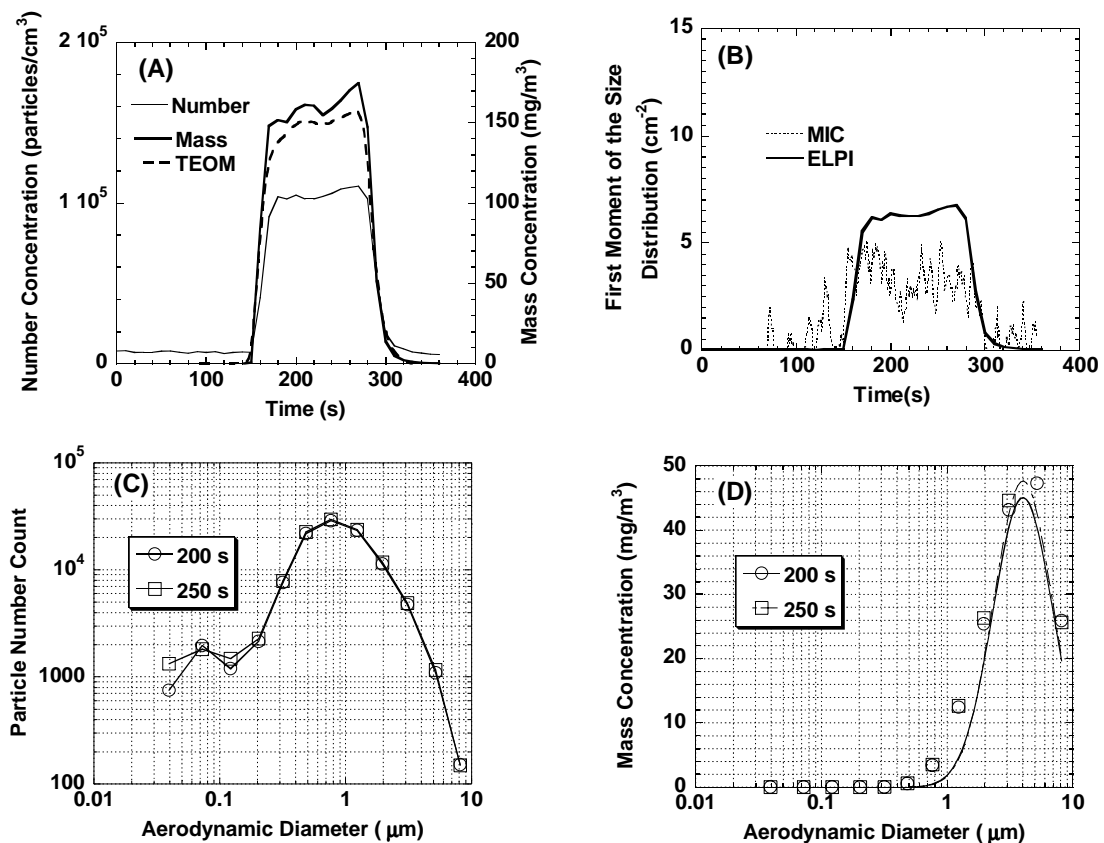 (A)
Number Concentration (particles/cm³)
2 10⁵
1 10⁵
0
Number
Mass
TEOM
200
150
100
50
0
Mass Concentration (mg/m³)
0 100 200 300 400
Time (s)
(B)
First Moment of the Size
Distribution (cm⁻²)
15
10
5
0
MIC
ELPI
0 100 200 300 400
Time(s)
(C)
Particle Number Count
10⁵
10⁴
1000
100
200 s
250 s
0.01 0.1 1 10
Aerodynamic Diameter ( μm)
(D)
Mass Concentration (mg/m³)
50
40
30
20
10
0
200 s
250 s
0.01 0.1 1 10
Aerodynamic Diameter ( μm)